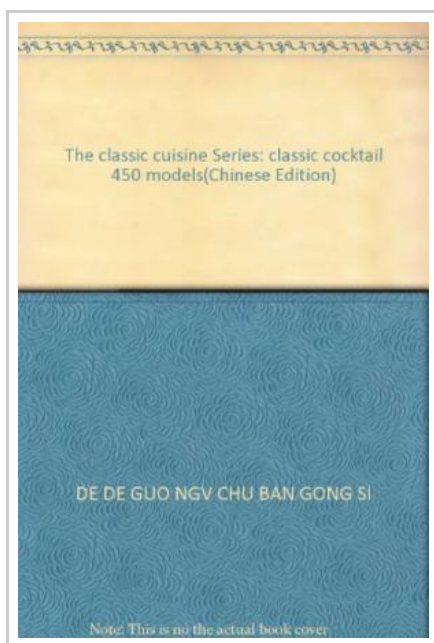 The classic cuisine Series: classic cocktail
450 models(Chinese Edition)
DE DE GUO NGV CHU BAN GONG SI
Note: This is no the actual book cover